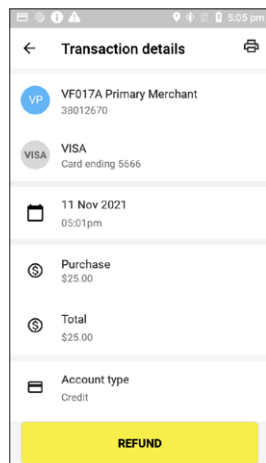 5:05 pm
Transaction details
VP
VF017A Primary Merchant
38012670
VISA
VISA
Card ending 5666
11 Nov 2021
05:01pm
Purchase
$25.00
Total
$25.00
Account type
Credit
REFUND